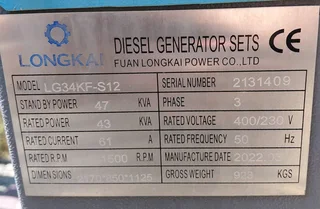 LONGKAI
DIESEL GENERATOR SETS CE
FUAN LONGKAI POWER CO.,LTD
MODEL LG34KF-S12 SERIAL NUMBER 2131409
STAND BY POWER 47 KVA PHASE 3
RATED POWER 43 KVA RATED VOLTAGE 400/230 V
RATED CURRENT 61 A RATED FREQUENCY 50 Hz
RATED R.P.M 1500 R.P.M MANUFACTURE DATE 2022.03
DIMENSIONS GROSS WEIGHT KGS